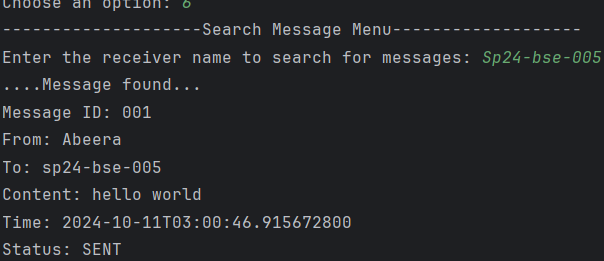 Choose an option: 6
-------------------Search Message Menu------------------
Enter the receiver name to search for messages: Sp24-bse-005
....Message found...
Message ID: 001
From: Abeera
To: sp24-bse-005
Content: hello world
Time: 2024-10-11T03:00:46.915672800
Status: SENT